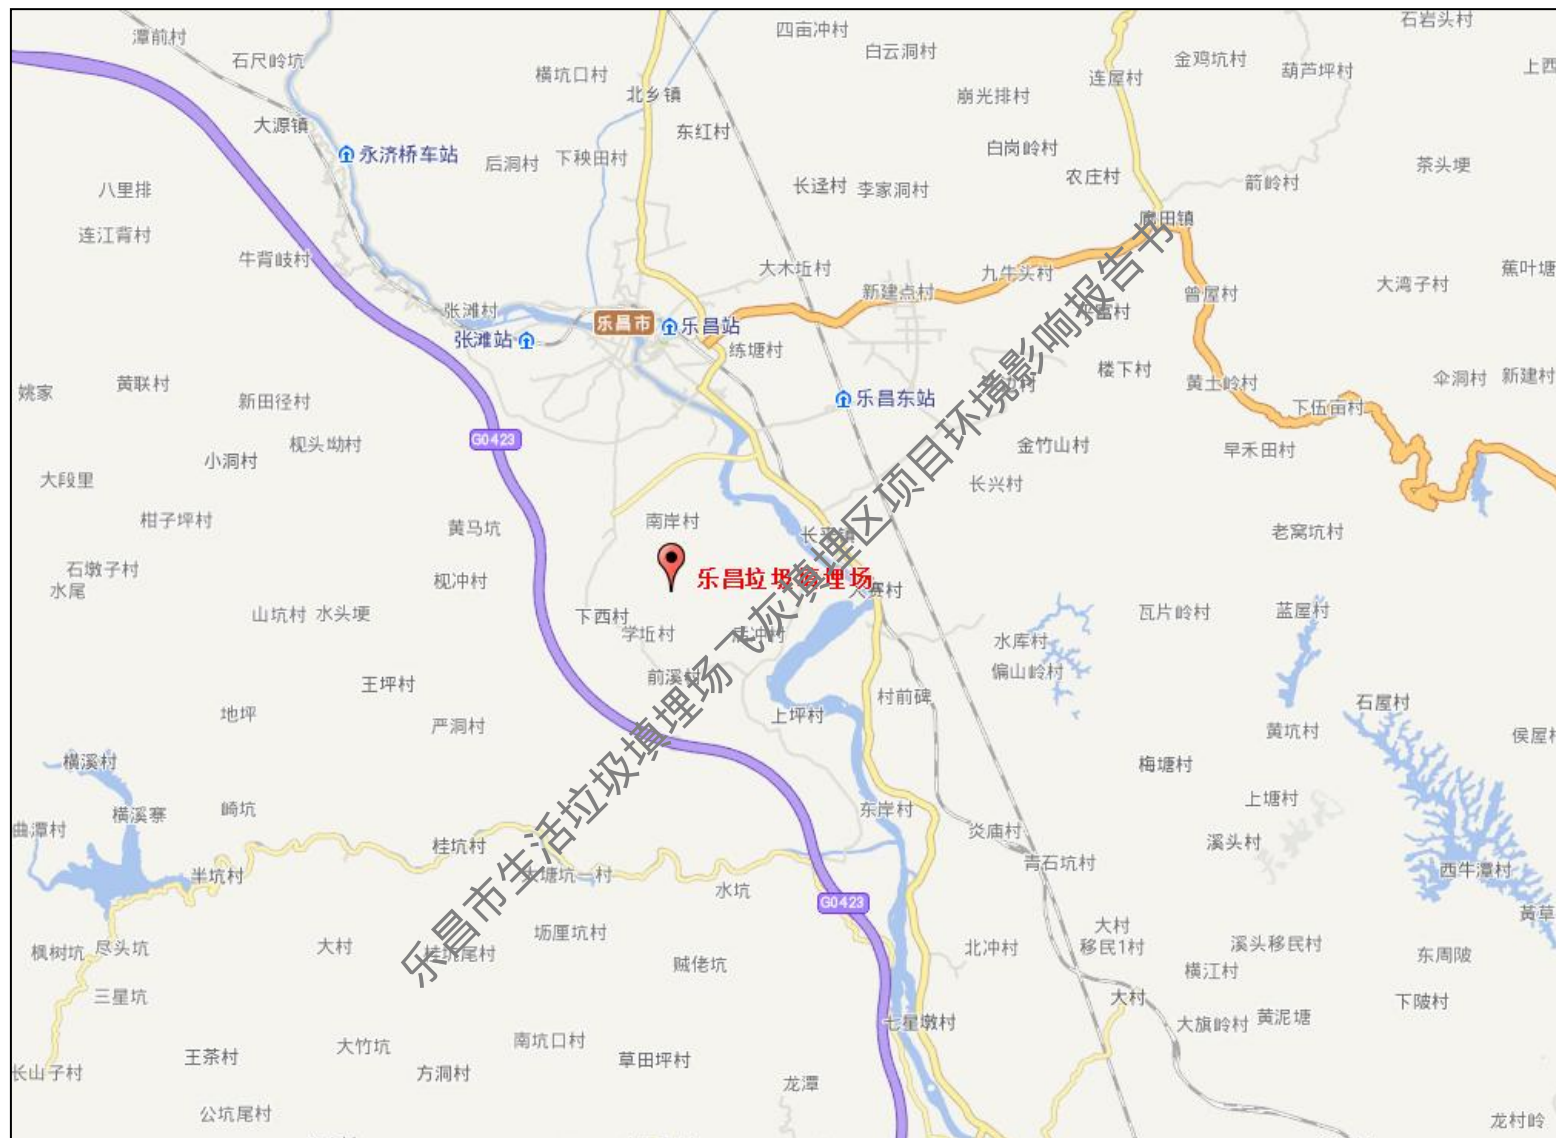 石岩头村
四亩冲村
潭前村
白云洞村
石尺岭坑
金鸡坑村
上西
葫芦坪村
横坑口村
连屋村
北乡镇
崩光排村
大源镇
东红村
白岗岭村
永济桥车站
下秧田村
后洞村
茶头埂
农庄村
箭岭村
长迳村
李家洞村
八里排
廊田镇
连江背村
牛背岐村
大木坵村
蕉叶塘
九牛头村
大湾子村
新建点村
曾屋村
张滩村
乐昌市
乐昌站
张滩站
练塘村
楼下村
伞洞村
新建村
黄土岭村
黄联村
姚家
乐昌东站
新田径村
下伍亩村
G0423
枧头坳村
金竹山村
早禾田村
小洞村
大段里
长兴村
柑子坪村
南岸村
黄马坑
老窝坑村
长来镇
石墩子村
乐昌垃圾填埋场
枧冲村
水尾
大赛村
山坑村
水头埂
下西村
瓦片岭村
蓝屋村
学坵村
水库村
偏山岭村
前溪村
王坪村
村前碑
石屋村
地坪
上坪村
严洞村
黄坑村
侯屋村
横溪村
梅塘村
上塘村
崎坑
东岸村
横溪寨
曲潭村
炎庙村
溪头村
桂坑村
青石坑村
西牛潭村
半坑村
大塘坑一村
水坑
G0423
黄草
大村
移民1村
坜厘坑村
溪头移民村
大村
尽头坑
枫树坑
北冲村
桂坑尾村
东周陂
贼佬坑
横江村
三星坑
大村
下陂村
七星墩村
大旗岭村
黄泥塘
南坑口村
大竹坑
王茶村
草田坪村
长山子村
方洞村
龙潭
公坑尾村
龙村岭
乐昌市生活垃圾填埋场飞灰填埋区项目环境影响报告书